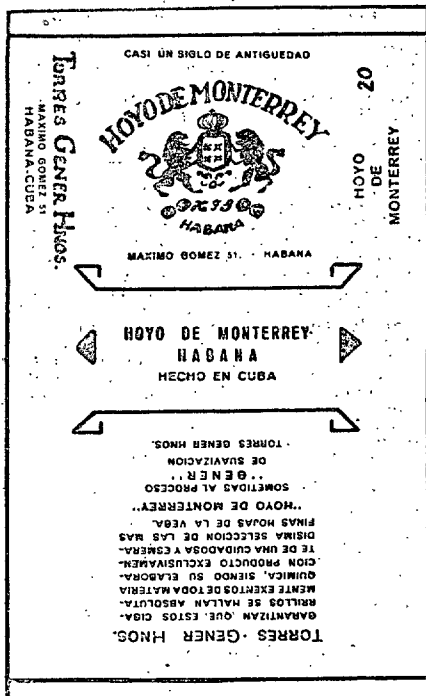 CASI UN SIGLO DE ANTIGUEDAD
HOYO DE MONTERREY
HABANA
MAXIMO GOMEZ 51. - HABANA
TORRES GENER HNOS.
MAXIMO GOMEZ 51
HABANA-CUBA
20
HOYO
DE
MONTERREY
HOYO DE MONTERREY
HABANA
HECHO EN CUBA
TORRES · GENER HNOS.
GARANTIZAN QUE ESTOS CIGA-
RRILLOS SE HALLAN ABSOLUTA-
MENTE EXENTOS DE TODA MATERIA
QUIMICA, SIENDO SU ELABORA-
CION PRODUCTO EXCLUSIVAMEN-
TE DE UNA CUIDADOSA Y ESMERA-
DISIMA SELECCION DE LAS MAS
FINAS HOJAS DE LA VEGA.
"HOYO DE MONTERREY"
SOMETIDAS AL PROCESO
"GENER"
DE SUAVIZACION
TORRES GENER HNOS.